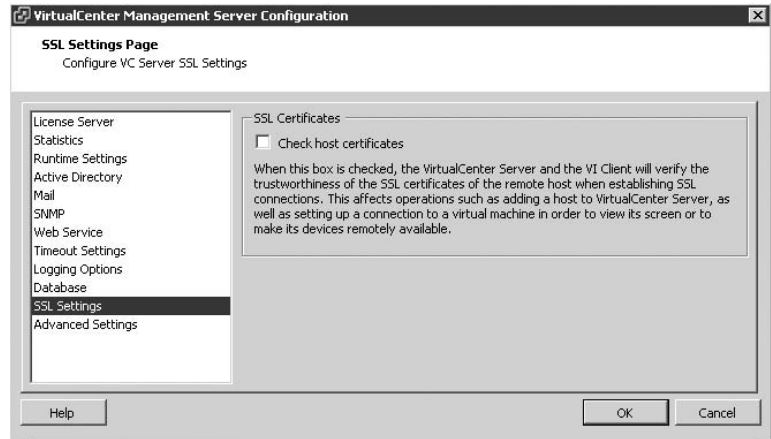 VirtualCenter Management Server Configuration
SSL Settings Page
Configure VC Server SSL Settings
License Server
Statistics
Runtime Settings
Active Directory
Mail
SNMP
Web Service
Timeout Settings
Logging Options
Database
SSL Settings
Advanced Settings
SSL Certificates
Check host certificates
When this box is checked, the VirtualCenter Server and the VI Client will verify the
trustworthiness of the SSL certificates of the remote host when establishing SSL
connections. This affects operations such as adding a host to VirtualCenter Server, as
well as setting up a connection to a virtual machine in order to view its screen or to
make its devices remotely available.
Help
OK
Cancel